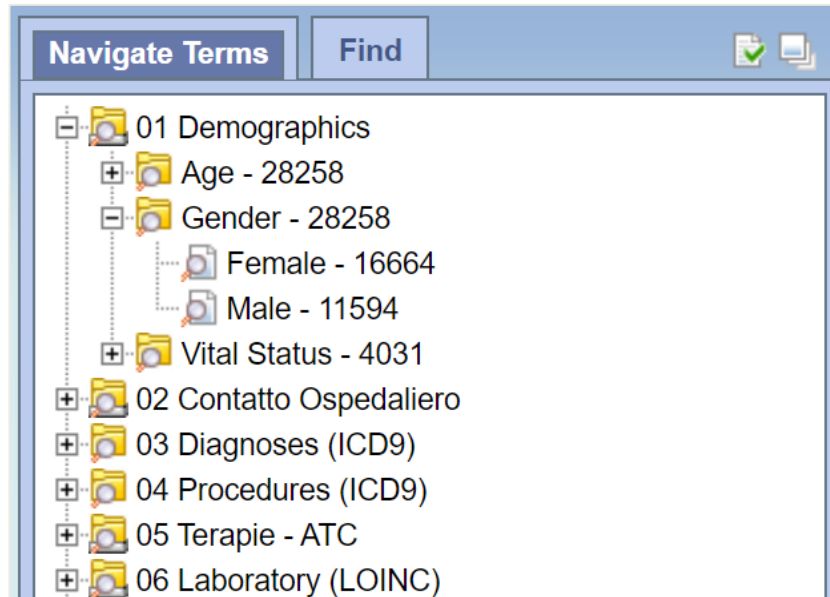 Navigate Terms
Find
01 Demographics
Age - 28258
Gender - 28258
Female - 16664
Male - 11594
Vital Status - 4031
02 Contatto Ospedaliero
03 Diagnoses (ICD9)
04 Procedures (ICD9)
05 Terapie - ATC
06 Laboratory (LOINC)